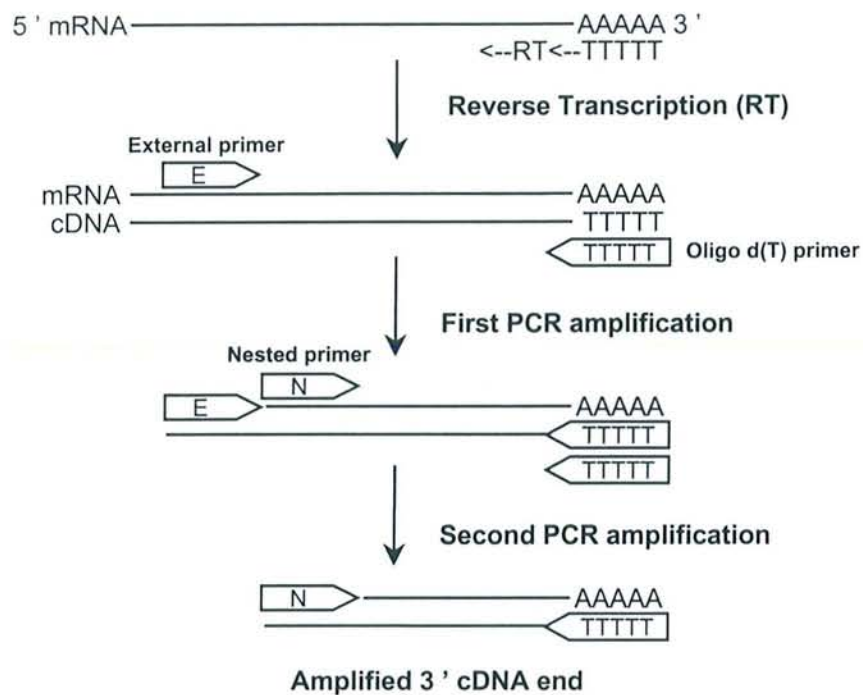 5 ' mRNA AAAAA 3 '
<--RT<--TTTTT
Reverse Transcription (RT)
External primer
E
mRNA AAAAA
cDNA TTTTT
TTTTT Oligo d(T) primer
First PCR amplification
Nested primer
N
E AAAAA
TTTTT
TTTTT
Second PCR amplification
N AAAAA
TTTTT
Amplified 3 ' cDNA end